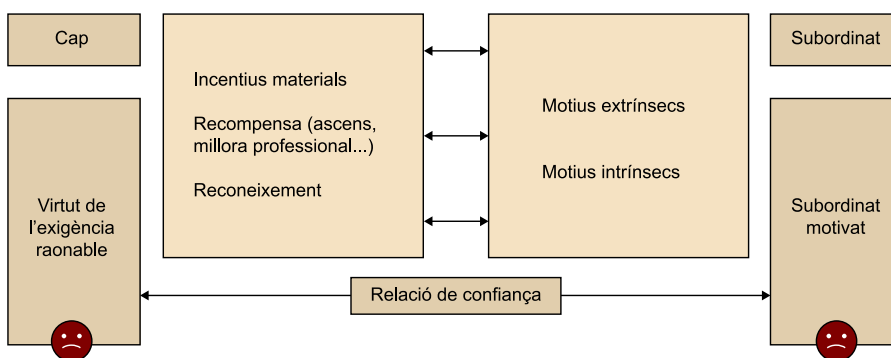 Cap
Subordinat
Incentius materials
Recompensa (ascens,
millora professional...)
Reconeixement
Motius extrínsecs
Motius intrínsecs
Virtut de
l’exigència
raonable
Subordinat
motivat
Relació de confiança